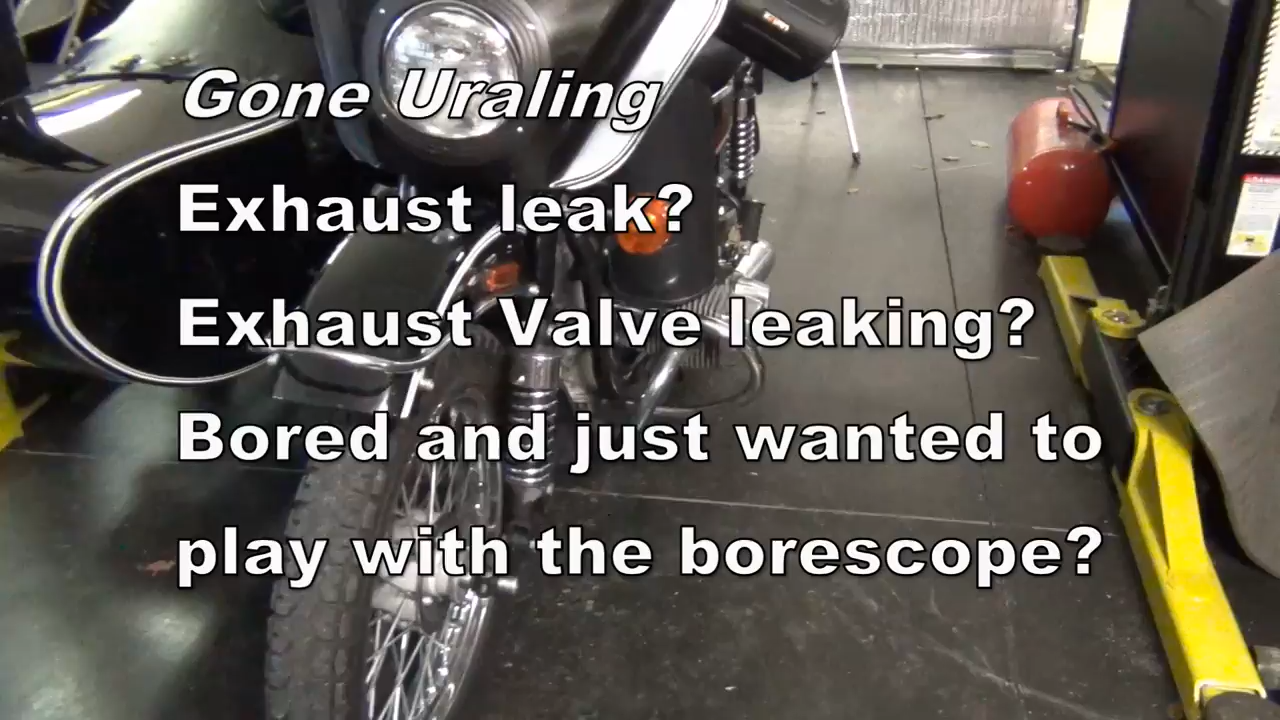 Gone Uraling
Exhaust leak?
Exhaust Valve leaking?
Bored and just wanted to
play with the borescope?